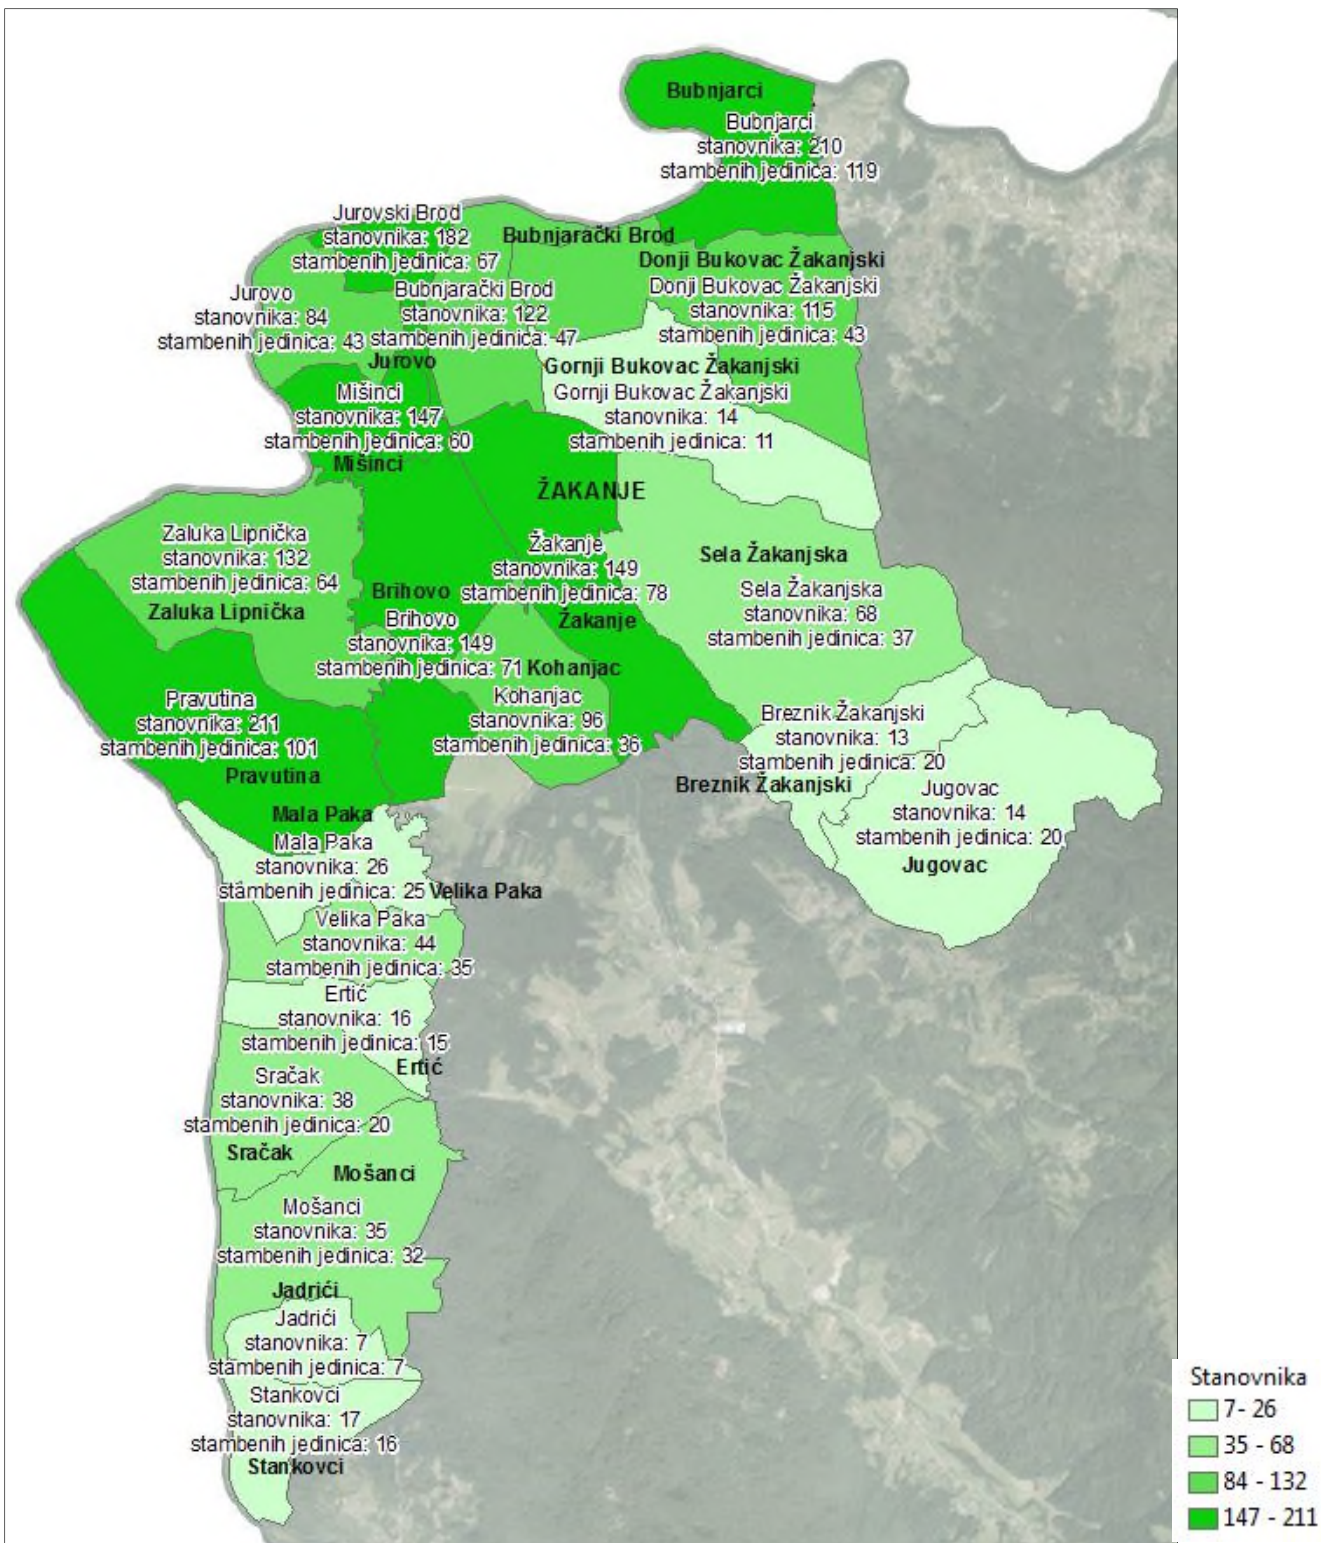 Bubnjarci
Bubnjarci
stanovnika: 210
stambenih jedinica: 119
Jurovski Brod
stanovnika: 182
stambenih jedinica: 67
Bubnjarački Brod
Bubnjarački Brod
stanovnika: 122
stambenih jedinica: 47
Donji Bukovac Žakanjski
Donji Bukovac Žakanjski
stanovnika: 115
stambenih jedinica: 43
Jurovo
stanovnika: 84
stambenih jedinica: 43
Jurovo
Gornji Bukovac Žakanjski
Gornji Bukovac Žakanjski
stanovnika: 14
stambenih jedinica: 11
Mišinci
stanovnika: 147
stambenih jedinica: 60
Mišinci
ŽAKANJE
Žakanje
stanovnika: 149
stambenih jedinica: 78
Žakanje
Zaluka Lipnička
stanovnika: 132
stambenih jedinica: 64
Zaluka Lipnička
Sela Žakanjska
Sela Žakanjska
stanovnika: 68
stambenih jedinica: 37
Brihovo
Brihovo
stanovnika: 149
stambenih jedinica: 71
Kohanjac
Kohanjac
stanovnika: 96
stambenih jedinica: 36
Pravutina
stanovnika: 211
stambenih jedinica: 101
Pravutina
Breznik Žakanjski
stanovnika: 13
stambenih jedinica: 20
Breznik Žakanjski
Jugovac
stanovnika: 14
stambenih jedinica: 20
Jugovac
Mala Paka
Mala Paka
stanovnika: 26
stambenih jedinica: 25
Velika Paka
Velika Paka
stanovnika: 44
stambenih jedinica: 35
Ertić
stanovnika: 16
stambenih jedinica: 15
Ertić
Sračak
stanovnika: 38
stambenih jedinica: 20
Sračak
Mošanci
Mošanci
stanovnika: 35
stambenih jedinica: 32
Jadrići
Jadrići
stanovnika: 7
stambenih jedinica: 7
Stankovci
stanovnika: 17
stambenih jedinica: 16
Stankovci
Stanovnika
7- 26
35 - 68
84 - 132
147 - 211